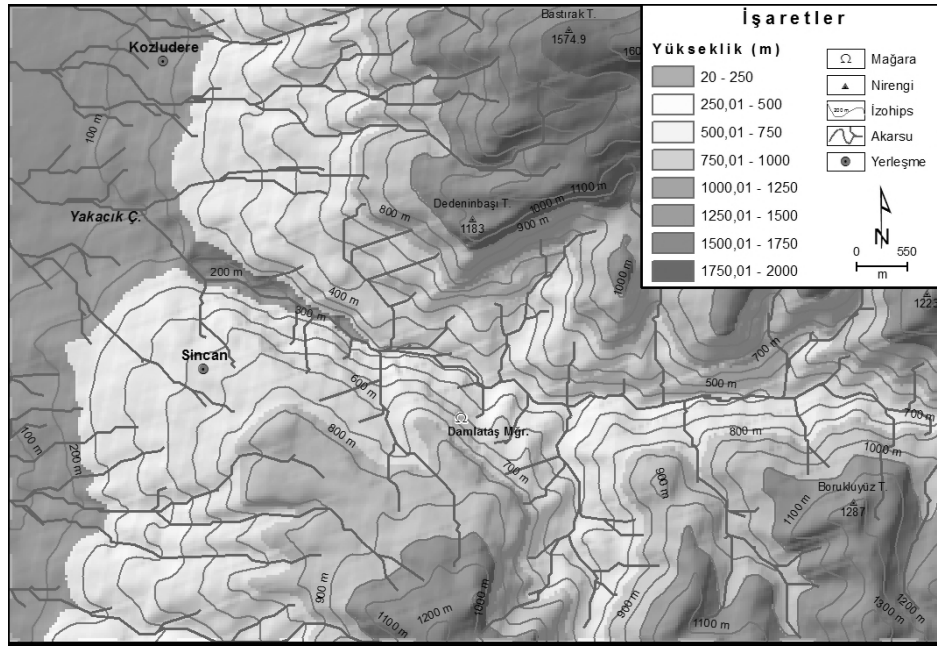 Bastırak T.
1574.9
Kozludere
100 m
Yakacık Ç.
800 m
Dedeninbaşı T.
1183
1100 m
1000 m
900 m
1000 m
200 m
300 m
400 m
Sincan
600 m
700 m
500 m
Damlataş Mğr.
800 m
800 m
700 m
1000 m
100 m
200 m
700 m
900 m
Borukluyüz T.
1287
1100 m
900 m
1100 m
1200 m
1000 m
900 m
1100 m
1300 m
1200 m
İşaretler
Yükseklik (m)
20 - 250
250,01 - 500
500,01 - 750
750,01 - 1000
1000,01 - 1250
1250,01 - 1500
1500,01 - 1750
1750,01 - 2000
Mağara
Nirengi
200 m
İzohips
Akarsu
Yerleşme
N
0 550
m